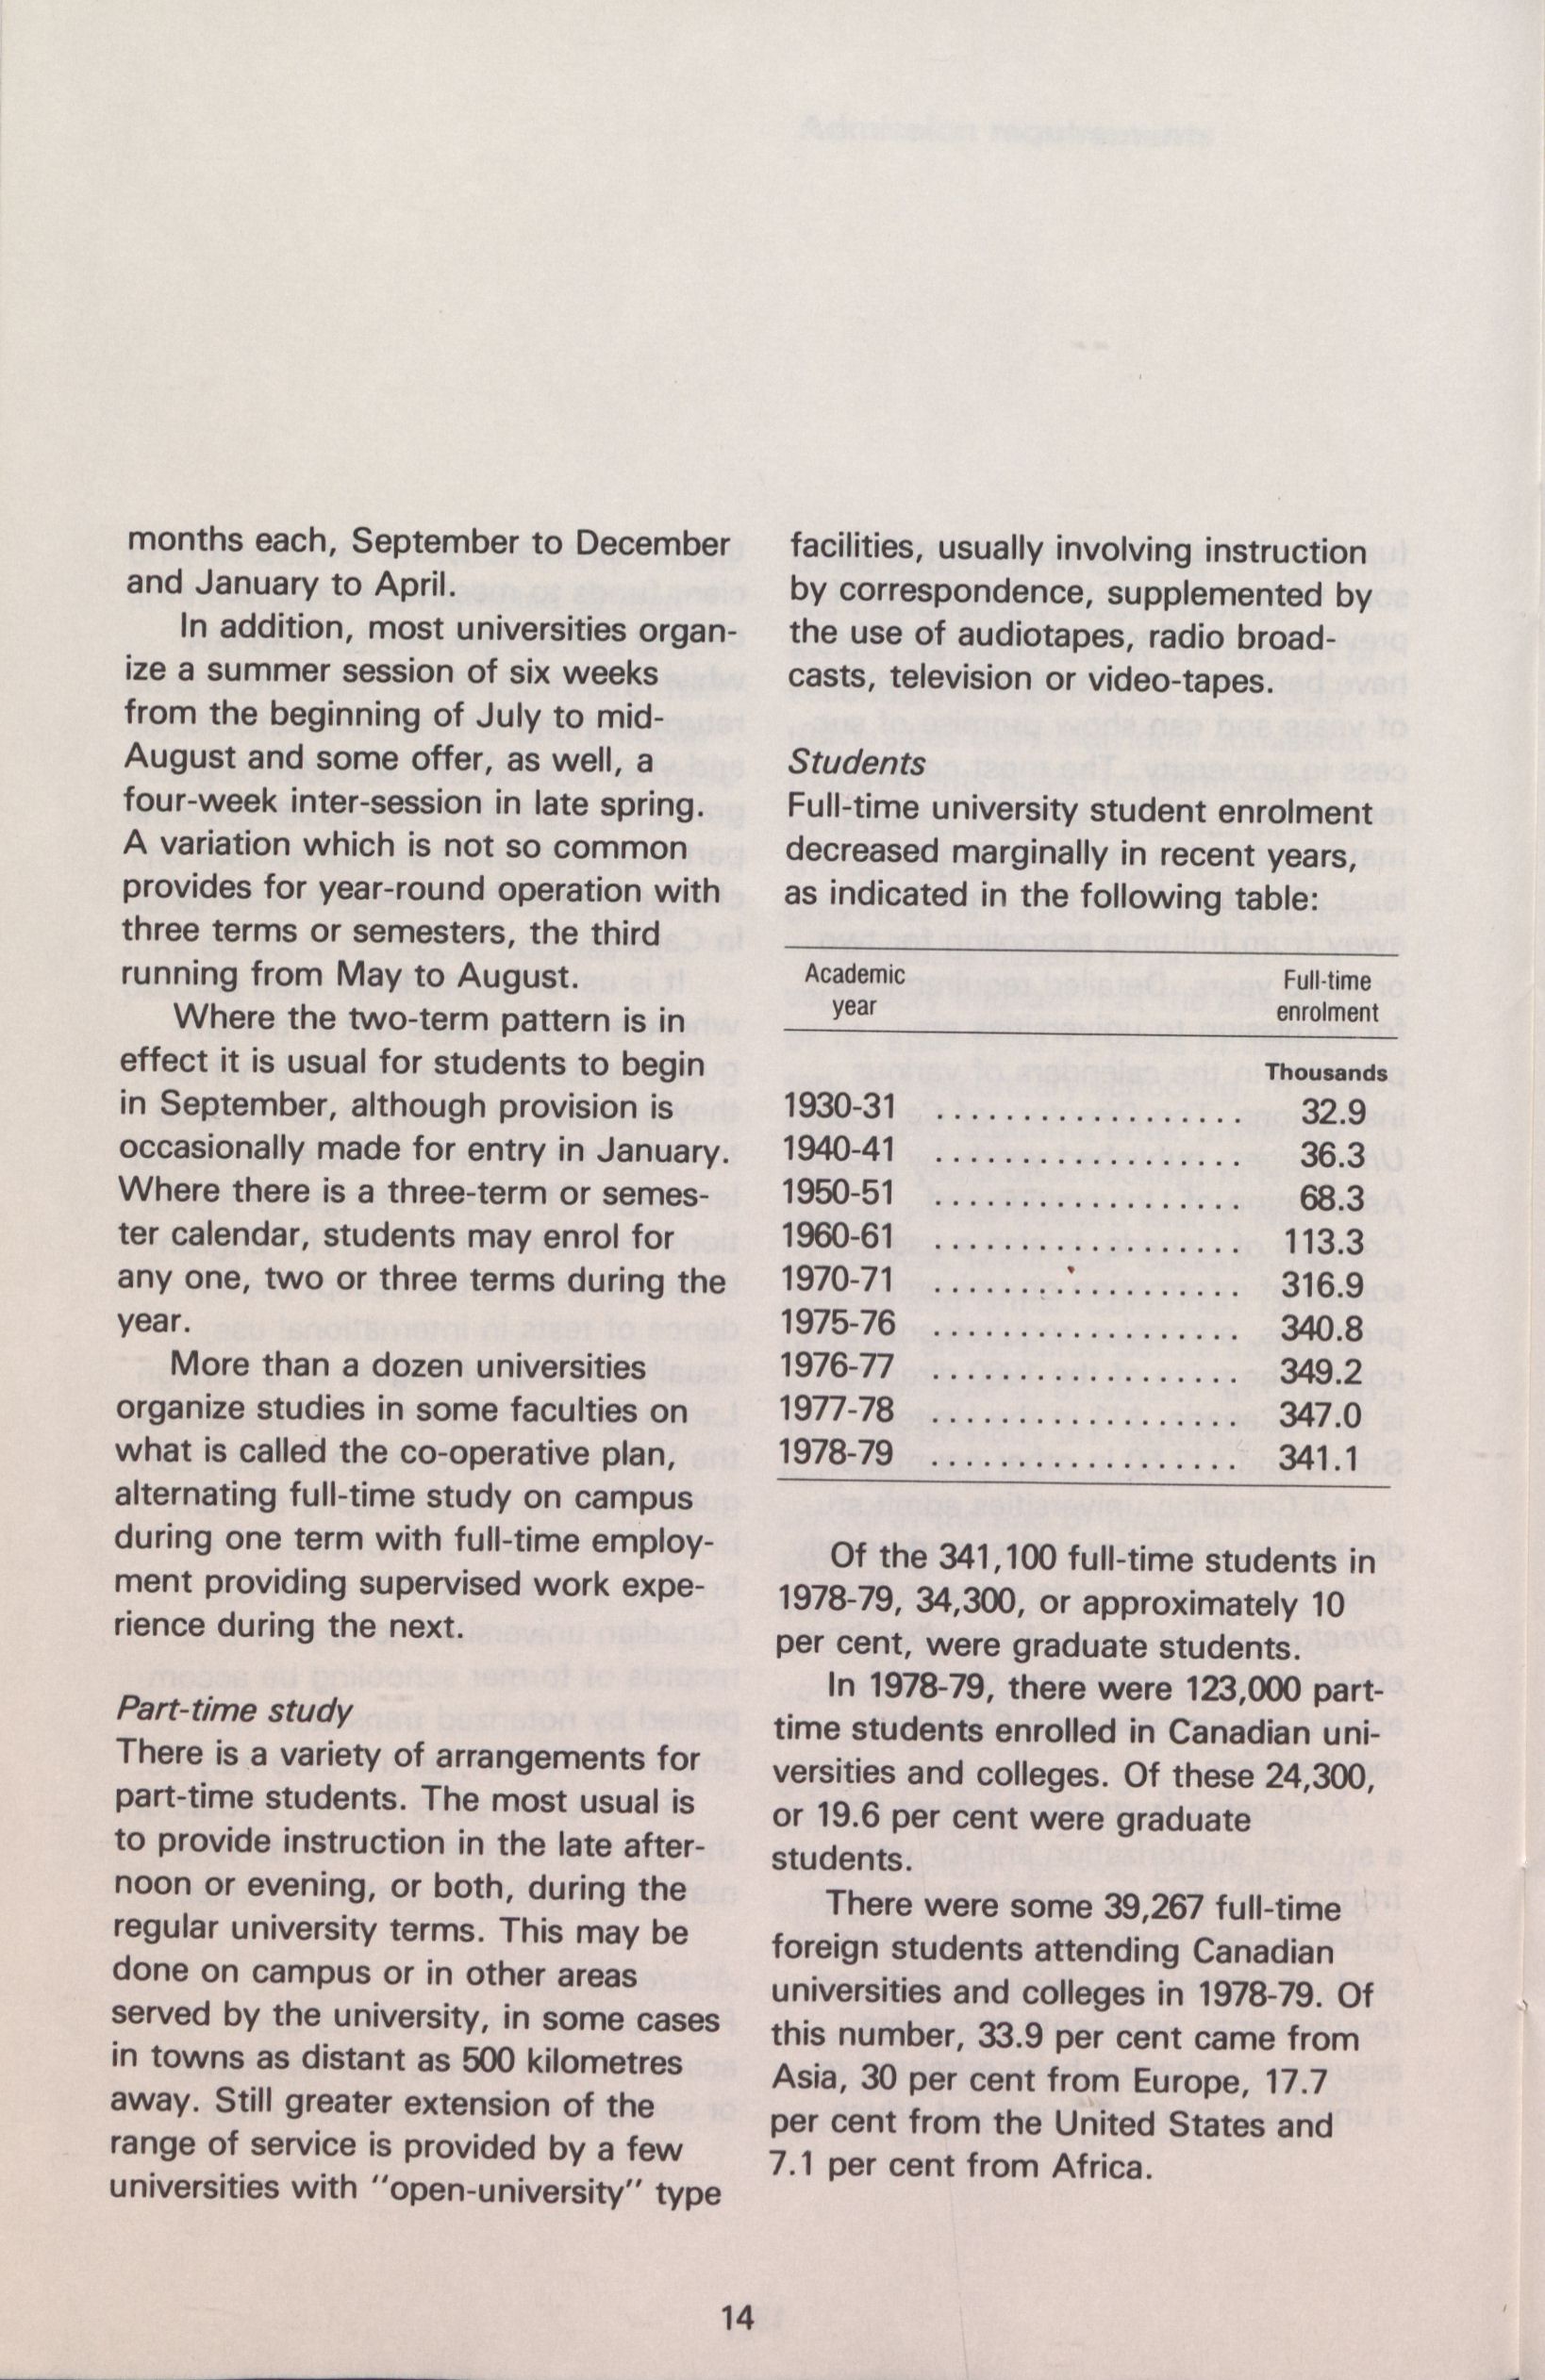 months each, September to December
and January to April.
In addition, most universities organ-
ize a summer session of six weeks
from the beginning of July to mid-
August and some offer, as well, a
four-week inter-session in late spring.
A variation which is not so common
provides for year-round operation with
three terms or semesters, the third
running from May to August.
Where the two-term pattern is in
effect it is usual for students to begin
in September, although provision is
occasionally made for entry in January.
Where there is a three-term or semes-
ter calendar, students may enrol for
any one, two or three terms during the
year.
More than a dozen universities
organize studies in some faculties on
what is called the co-operative plan,
alternating full-time study on campus
during one term with full-time employ-
ment providing supervised work expe-
rience during the next.
Part-time study
There is a variety of arrangements for
part-time students. The most usual is
to provide instruction in the late after-
noon or evening, or both, during the
regular university terms. This may be
done on campus or in other areas
served by the university, in some cases
in towns as distant as 500 kilometres
away. Still greater extension of the
range of service is provided by a few
universities with "open-university" type
facilities, usually involving instruction
by correspondence, supplemented by
the use of audiotapes, radio broad-
casts, television or video-tapes.
Students
Full-time university student enrolment
decreased marginally in recent years,
as indicated in the following table:
Academic Full-time
year enrolment
Thousands
1930-31 .................. 32.9
1940-41 .................. 36.3
1950-51 .................. 68.3
1960-61 .................. 113.3
1970-71 .................. 316.9
1975-76 .................. 340.8
1976-77 .................. 349.2
1977-78 .................. 347.0
1978-79 .................. 341.1
Of the 341,100 full-time students in
1978-79, 34,300, or approximately 10
per cent, were graduate students.
In 1978-79, there were 123,000 part-
time students enrolled in Canadian uni-
versities and colleges. Of these 24,300,
or 19.6 per cent were graduate
students.
There were some 39,267 full-time
foreign students attending Canadian
universities and colleges in 1978-79. Of
this number, 33.9 per cent came from
Asia, 30 per cent from Europe, 17.7
per cent from the United States and
7.1 per cent from Africa.
14